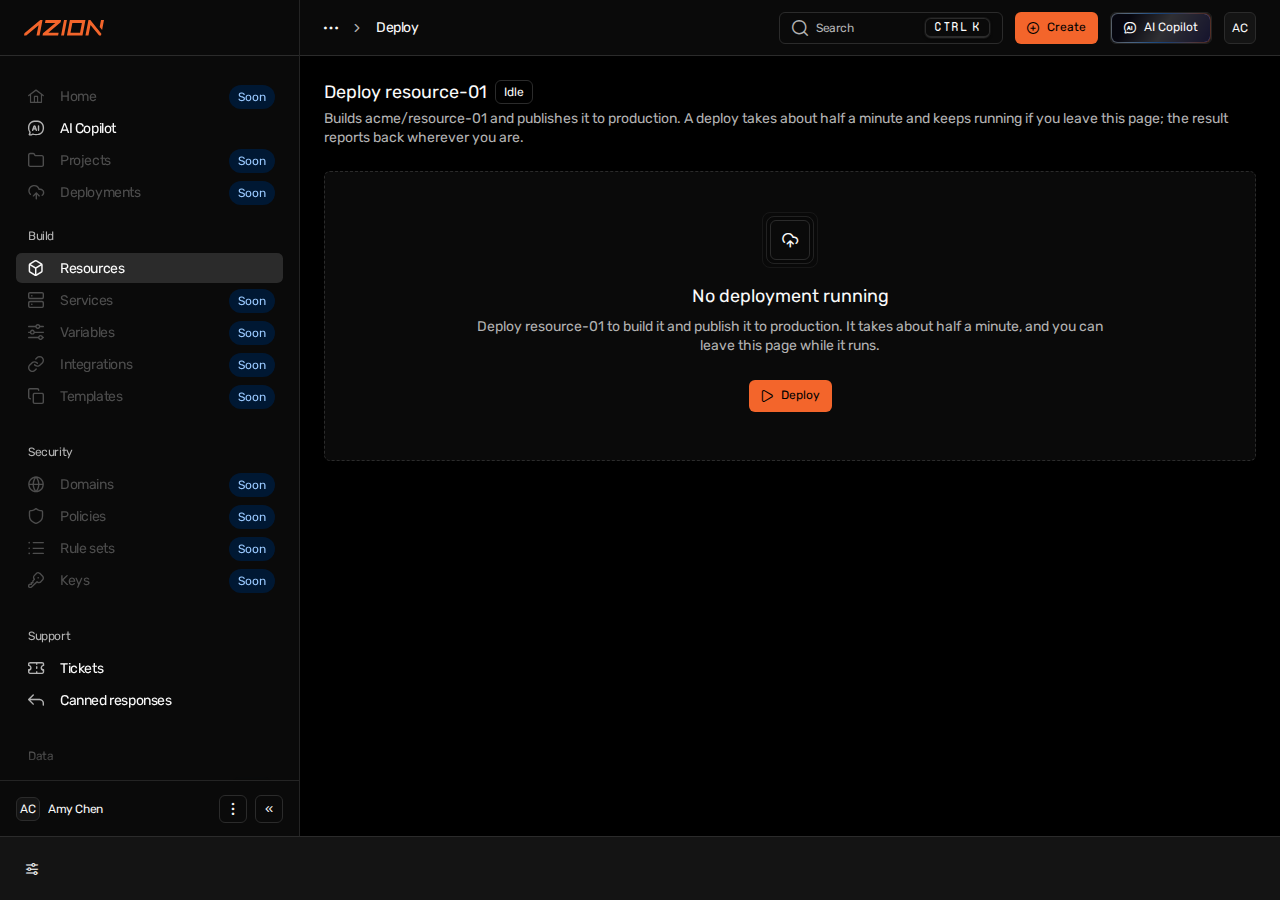 AZION
Deploy
Search
CTRL K
Create
AI Copilot
AC
Home
Soon
AI Copilot
Projects
Soon
Deployments
Soon
Build
Resources
Services
Soon
Variables
Soon
Integrations
Soon
Templates
Soon
Security
Domains
Soon
Policies
Soon
Rule sets
Soon
Keys
Soon
Support
Tickets
Canned responses
Data
AC
Amy Chen
Deploy resource-01
Idle
Builds acme/resource-01 and publishes it to production. A deploy takes about half a minute and keeps running if you leave this page; the result
reports back wherever you are.
No deployment running
Deploy resource-01 to build it and publish it to production. It takes about half a minute, and you can
leave this page while it runs.
Deploy